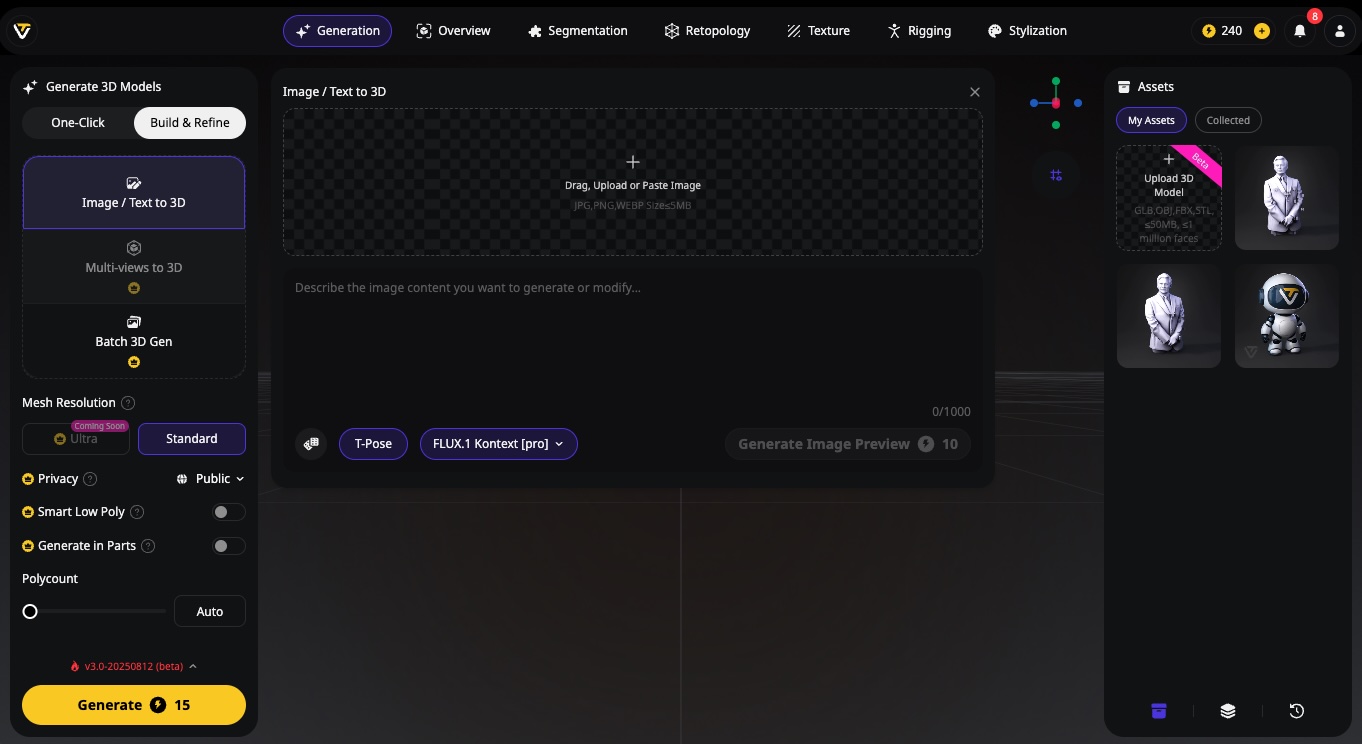 Generation
Overview
Segmentation
Retopology
Texture
Rigging
Stylization
240
8
Generate 3D Models
One-Click
Build & Refine
Image / Text to 3D
Multi-views to 3D
Batch 3D Gen
Mesh Resolution
Coming Soon
Ultra
Standard
Privacy
Public
Smart Low Poly
Generate in Parts
Polycount
Auto
v3.0-20250812 (beta)
Generate 15
Image / Text to 3D
Drag, Upload or Paste Image
JPG,PNG,WEBP Size≤5MB
Describe the image content you want to generate or modify...
0/1000
T-Pose
FLUX.1 Kontext [pro]
Generate Image Preview 10
Assets
My Assets
Collected
Beta
Upload 3D
Model
GLB,OBJ,FBX,STL,
≤50MB, ≤1
million faces